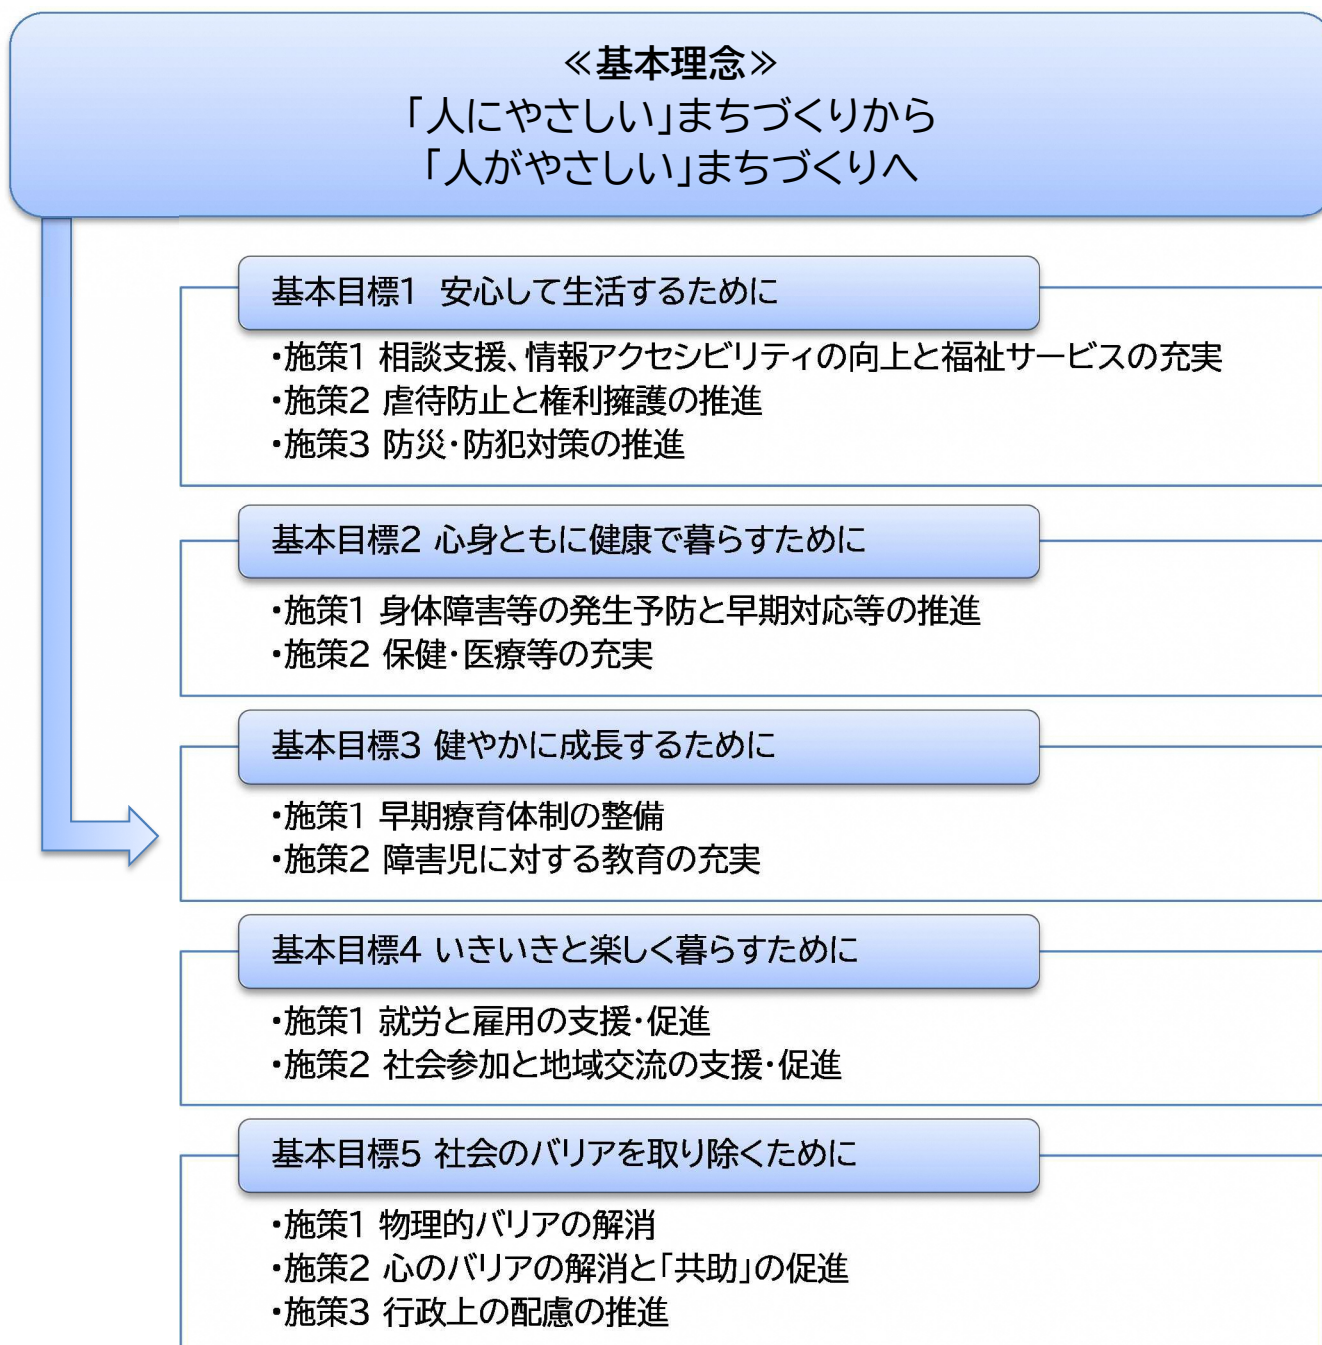 ≪基本理念≫
「人にやさしい」まちづくりから
「人がやさしい」まちづくりへ
基本目標1 安心して生活するために
・施策1 相談支援、情報アクセシビリティの向上と福祉サービスの充実
・施策2 虐待防止と権利擁護の推進
・施策3 防災・防犯対策の推進
基本目標2 心身ともに健康で暮らすために
・施策1 身体障害等の発生予防と早期対応等の推進
・施策2 保健・医療等の充実
基本目標3 健やかに成長するために
・施策1 早期療育体制の整備
・施策2 障害児に対する教育の充実
基本目標4 いきいきと楽しく暮らすために
・施策1 就労と雇用の支援・促進
・施策2 社会参加と地域交流の支援・促進
基本目標5 社会のバリアを取り除くために
・施策1 物理的バリアの解消
・施策2 心のバリアの解消と「共助」の促進
・施策3 行政上の配慮の推進